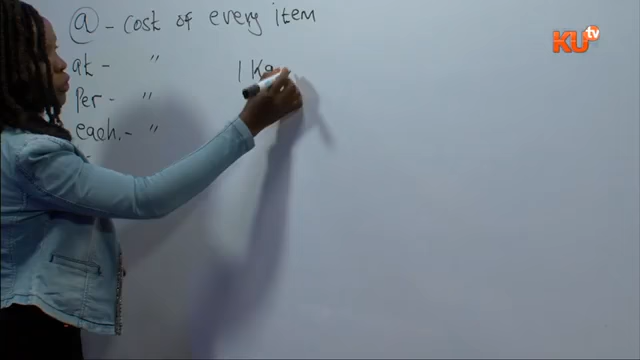 @ - cost of every item
at - "
1 Kg
Per - "
each. - "
KU tv